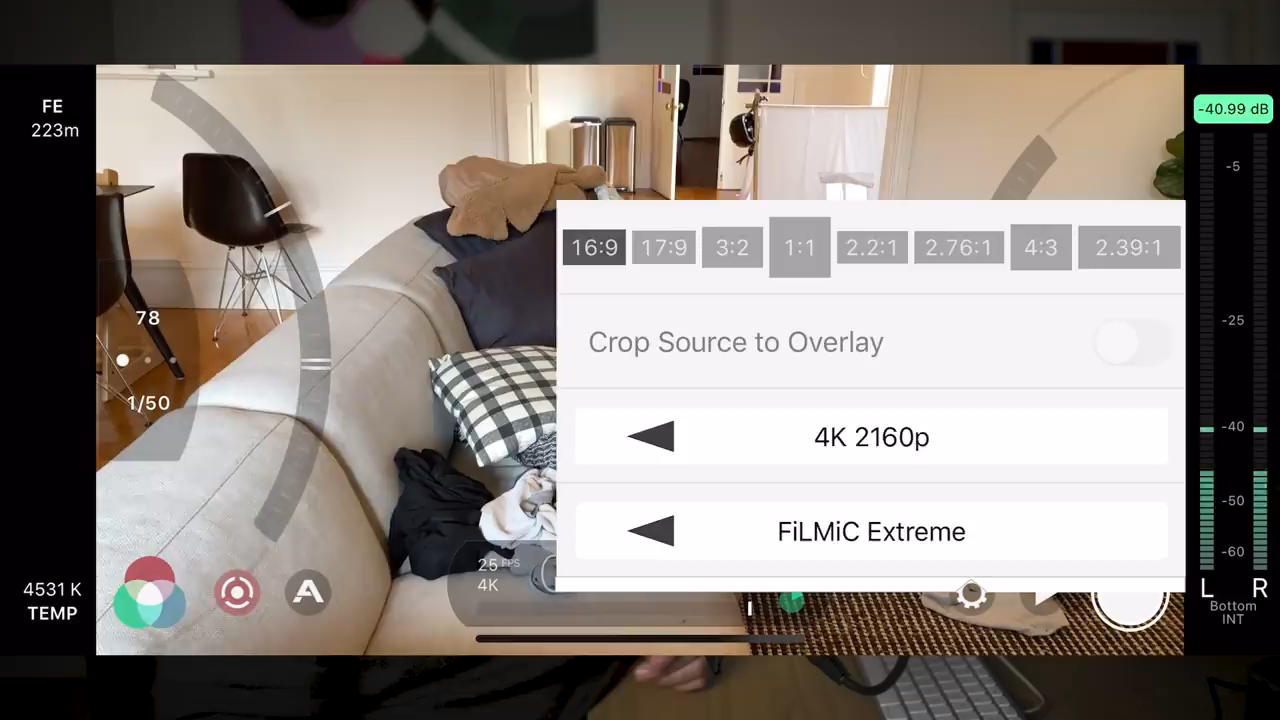 FE
223m
-40.99 dB
-5
16:9 17:9 3:2 1:1 2.2:1 2.76:1 4:3 2.39:1
78
-25
Crop Source to Overlay
1/50
-40
4K 2160p
-50
FiLMiC Extreme
25 FPS
4K
-60
4531 K
TEMP
L R
Bottom
INT